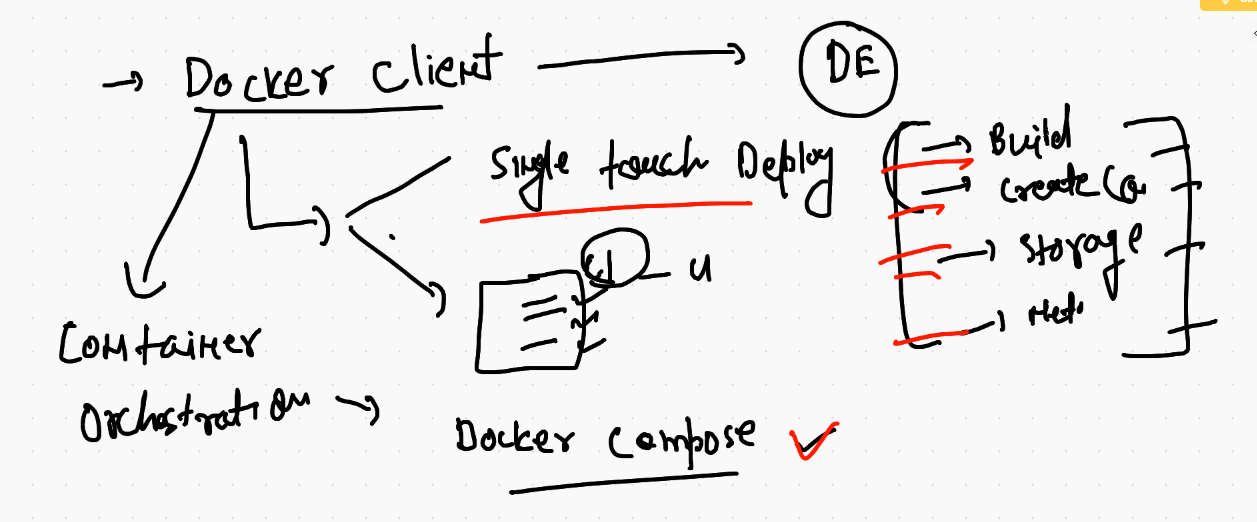 → Docker Client → DE
Single touch Deploy
→ Build
→ Create Co
→ Storage
→ Net
u
Container
Orchestration →
Docker Compose ✓